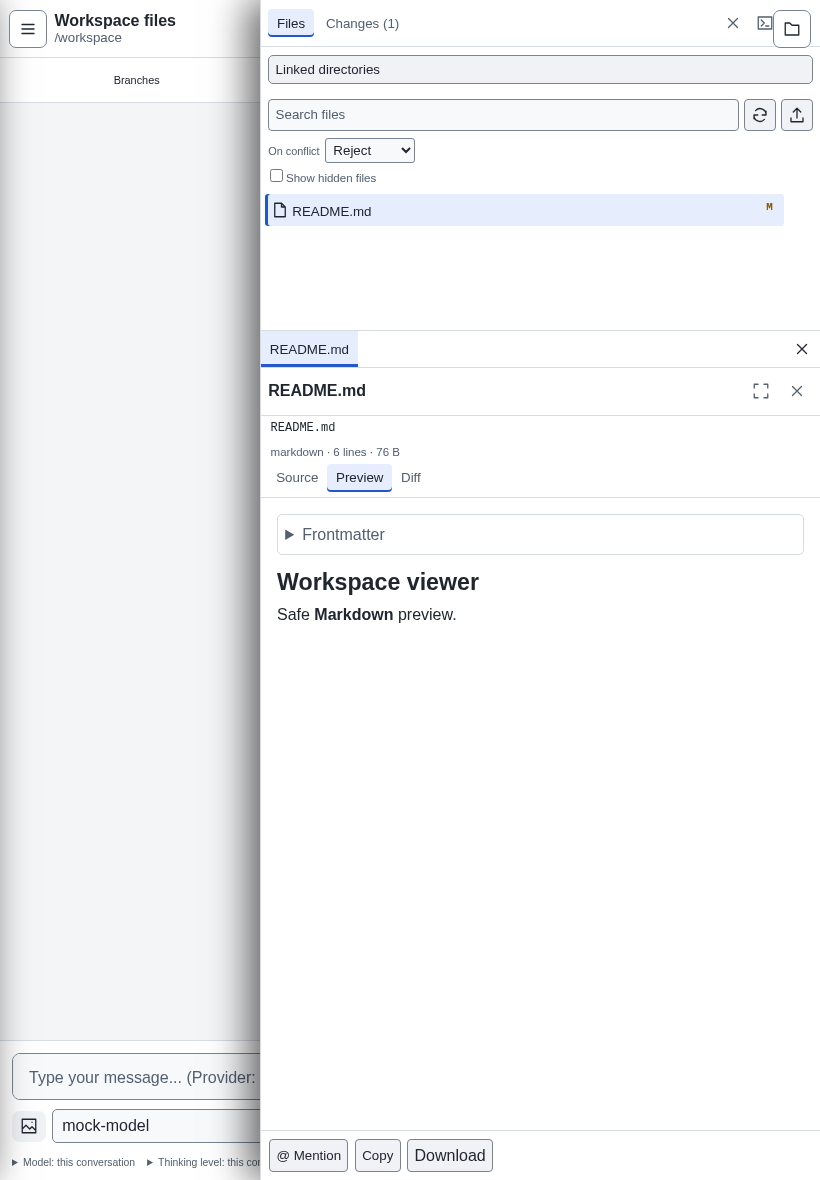 Workspace files
/workspace
Branches
Files Changes (1)
Linked directories
Search files
On conflict Reject
Show hidden files
README.md M
README.md
README.md
README.md
markdown · 6 lines · 76 B
Source Preview Diff
Frontmatter
Workspace viewer
Safe Markdown preview.
Type your message... (Provider:
mock-model
Model: this conversation Thinking level: this
@ Mention Copy Download